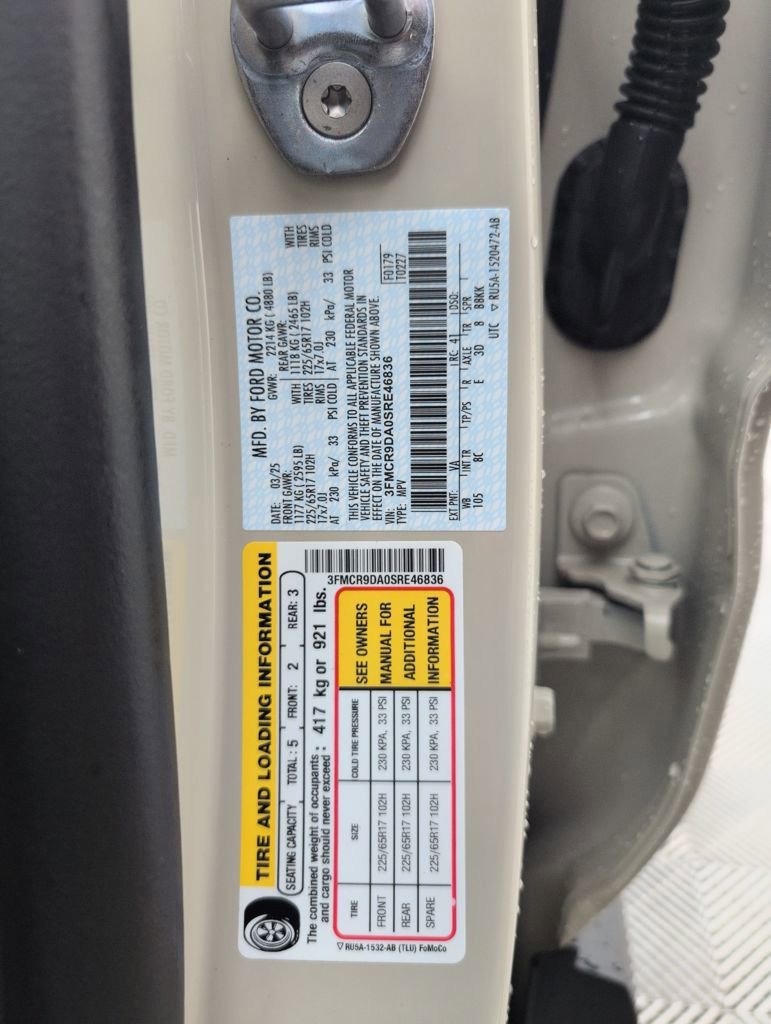 MFD. BY FORD MOTOR CO.
DATE: 03/25 GVWR: 2214 KG ( 4880 LB)
FRONT GAWR: REAR GAWR:
1177 KG ( 2595 LB) WITH 1118 KG ( 2465 LB) WITH
225/65R17 102H TIRES 225/65R17 102H TIRES
17x7.0J RIMS 17x7.0J RIMS
AT 230 kPa/ 33 PSI COLD AT 230 kPa/ 33 PSI COLD
THIS VEHICLE CONFORMS TO ALL APPLICABLE FEDERAL MOTOR
VEHICLE SAFETY AND THEFT PREVENTION STANDARDS IN
EFFECT ON THE DATE OF MANUFACTURE SHOWN ABOVE.
VIN: 3FMCR9DA0SRE46836 F0179
TYPE: MPV T0227
EXT PNT: YA RC: 41 DSO:
WB INT TR TP/PS R AXLE TR SPR
105 8C E 3D 8 BBKK
UTC ▽ RU5A-1520472-AB
TIRE AND LOADING INFORMATION
SEATING CAPACITY TOTAL: 5 FRONT: 2 REAR: 3
The combined weight of occupants
and cargo should never exceed: 417 kg or 921 lbs.
3FMCR9DA0SRE46836
TIRE SIZE COLD TIRE PRESSURE
FRONT 225/65R17 102H 230 KPA, 33 PSI
REAR 225/65R17 102H 230 KPA, 33 PSI
SPARE 225/65R17 102H 230 KPA, 33 PSI
SEE OWNERS
MANUAL FOR
ADDITIONAL
INFORMATION
▽ RU5A-1532-AB (TLU) FoMoCo